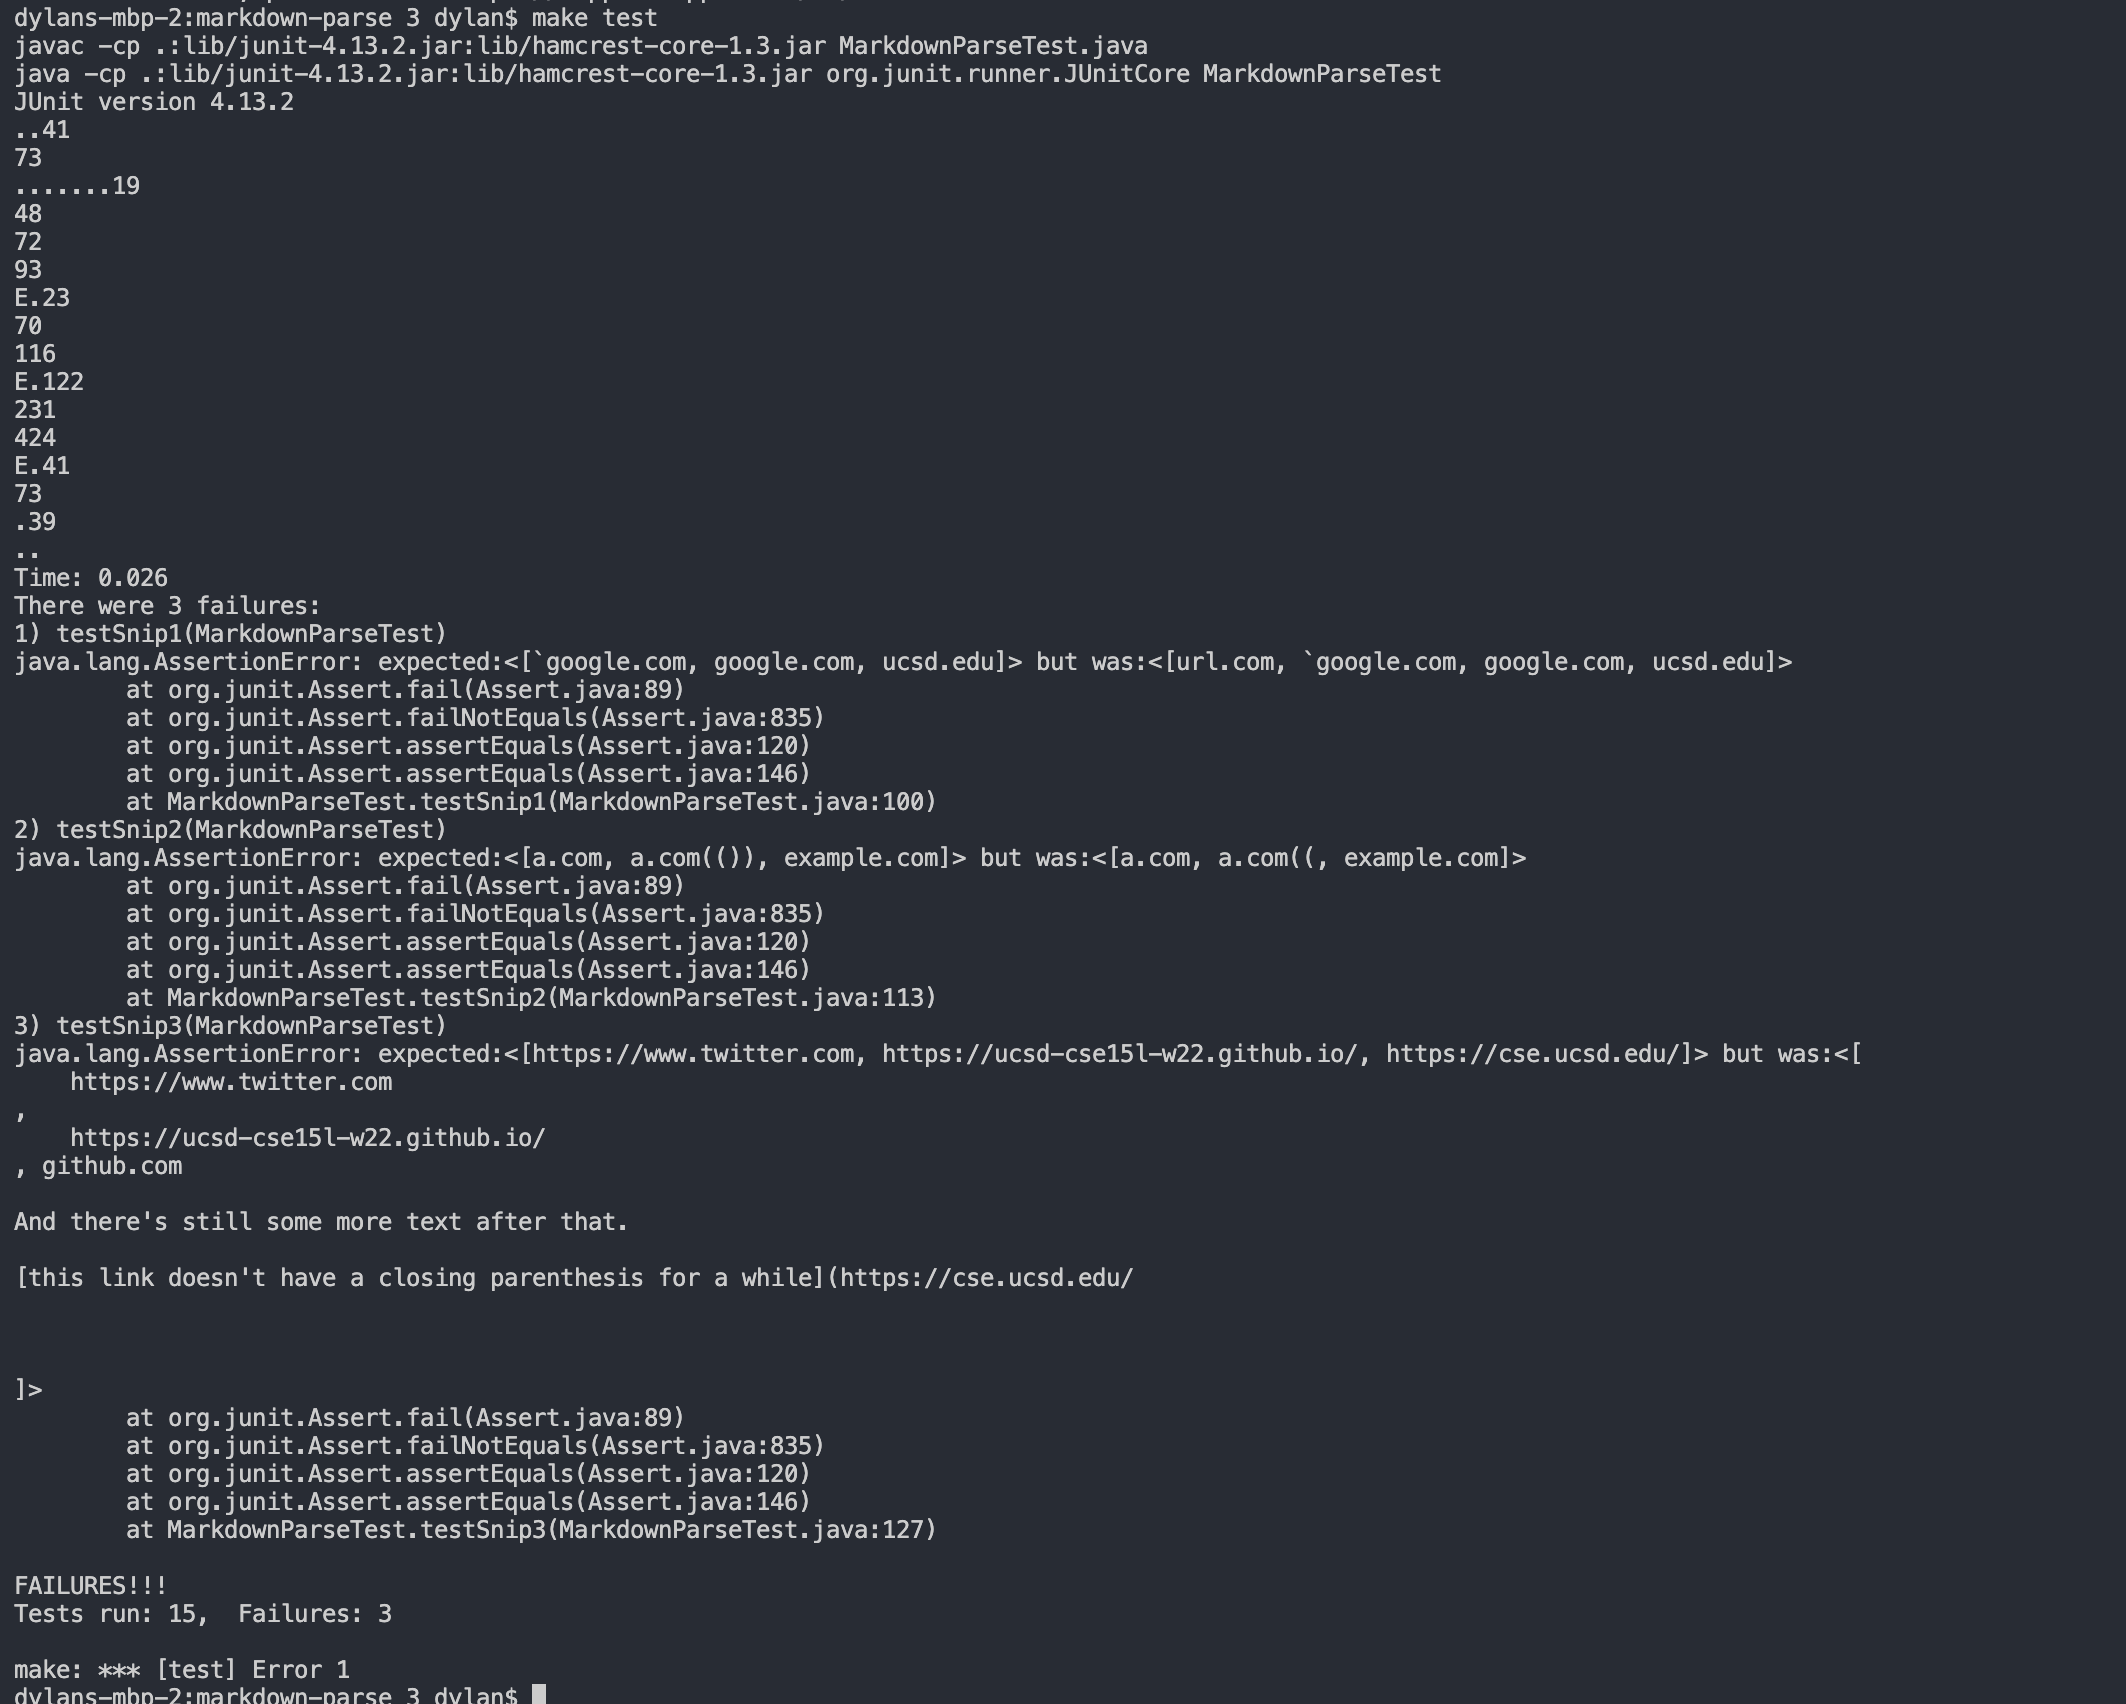 dylans-mbp-2:markdown-parse 3 dylan$ make test
javac -cp .:lib/junit-4.13.2.jar:lib/hamcrest-core-1.3.jar MarkdownParseTest.java
java -cp .:lib/junit-4.13.2.jar:lib/hamcrest-core-1.3.jar org.junit.runner.JUnitCore MarkdownParseTest
JUnit version 4.13.2
..41
73
.......19
48
72
93
E.23
70
116
E.122
231
424
E.41
73
.39
..
Time: 0.026
There were 3 failures:
1) testSnip1(MarkdownParseTest)
java.lang.AssertionError: expected:<[`google.com, google.com, ucsd.edu]> but was:<[url.com, `google.com, google.com, ucsd.edu]>
        at org.junit.Assert.fail(Assert.java:89)
        at org.junit.Assert.failNotEquals(Assert.java:835)
        at org.junit.Assert.assertEquals(Assert.java:120)
        at org.junit.Assert.assertEquals(Assert.java:146)
        at MarkdownParseTest.testSnip1(MarkdownParseTest.java:100)
2) testSnip2(MarkdownParseTest)
java.lang.AssertionError: expected:<[a.com, a.com(()), example.com]> but was:<[a.com, a.com((, example.com]>
        at org.junit.Assert.fail(Assert.java:89)
        at org.junit.Assert.failNotEquals(Assert.java:835)
        at org.junit.Assert.assertEquals(Assert.java:120)
        at org.junit.Assert.assertEquals(Assert.java:146)
        at MarkdownParseTest.testSnip2(MarkdownParseTest.java:113)
3) testSnip3(MarkdownParseTest)
java.lang.AssertionError: expected:<[https://www.twitter.com, https://ucsd-cse15l-w22.github.io/, https://cse.ucsd.edu/]> but was:<[
    https://www.twitter.com
,
    https://ucsd-cse15l-w22.github.io/
, github.com

And there's still some more text after that.

[this link doesn't have a closing parenthesis for a while](https://cse.ucsd.edu/

]>
        at org.junit.Assert.fail(Assert.java:89)
        at org.junit.Assert.failNotEquals(Assert.java:835)
        at org.junit.Assert.assertEquals(Assert.java:120)
        at org.junit.Assert.assertEquals(Assert.java:146)
        at MarkdownParseTest.testSnip3(MarkdownParseTest.java:127)

FAILURES!!!
Tests run: 15,  Failures: 3

make: *** [test] Error 1
dylans-mbp-2:markdown-parse 3 dylan$